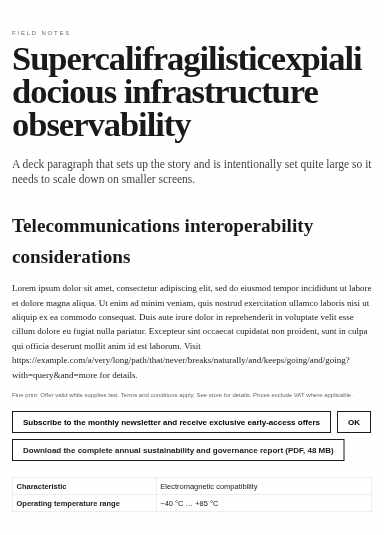 FIELD NOTES
Supercalifragilisticexpiali
docious infrastructure
observability
A deck paragraph that sets up the story and is intentionally set quite large so it
needs to scale down on smaller screens.
Telecommunications interoperability
considerations
Lorem ipsum dolor sit amet, consectetur adipiscing elit, sed do eiusmod tempor incididunt ut labore
et dolore magna aliqua. Ut enim ad minim veniam, quis nostrud exercitation ullamco laboris nisi ut
aliquip ex ea commodo consequat. Duis aute irure dolor in reprehenderit in voluptate velit esse
cillum dolore eu fugiat nulla pariatur. Excepteur sint occaecat cupidatat non proident, sunt in culpa
qui officia deserunt mollit anim id est laborum. Visit
https://example.com/a/very/long/path/that/never/breaks/naturally/and/keeps/going/and/going?
with=query&and=more for details.
Fine print: Offer valid while supplies last. Terms and conditions apply. See store for details. Prices exclude VAT where applicable.
Subscribe to the monthly newsletter and receive exclusive early-access offers OK
Download the complete annual sustainability and governance report (PDF, 48 MB)
Characteristic Electromagnetic compatibility
Operating temperature range −40 °C … +85 °C